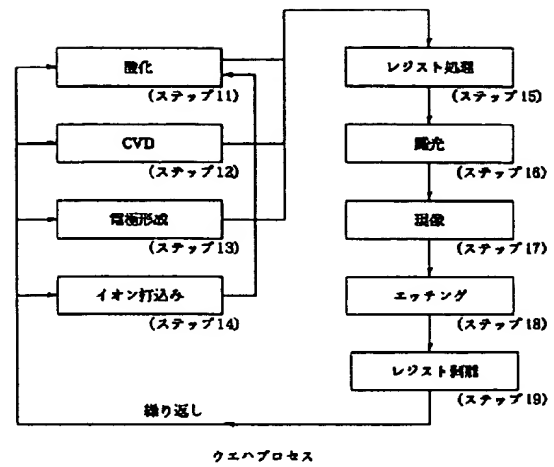 酸化
(ステップ11)
CVD
(ステップ12)
電極形成
(ステップ13)
イオン打込み
(ステップ14)
レジスト処理
(ステップ15)
露光
(ステップ16)
現像
(ステップ17)
エッチング
(ステップ18)
レジスト剥離
(ステップ19)
繰り返し
ウエハプロセス